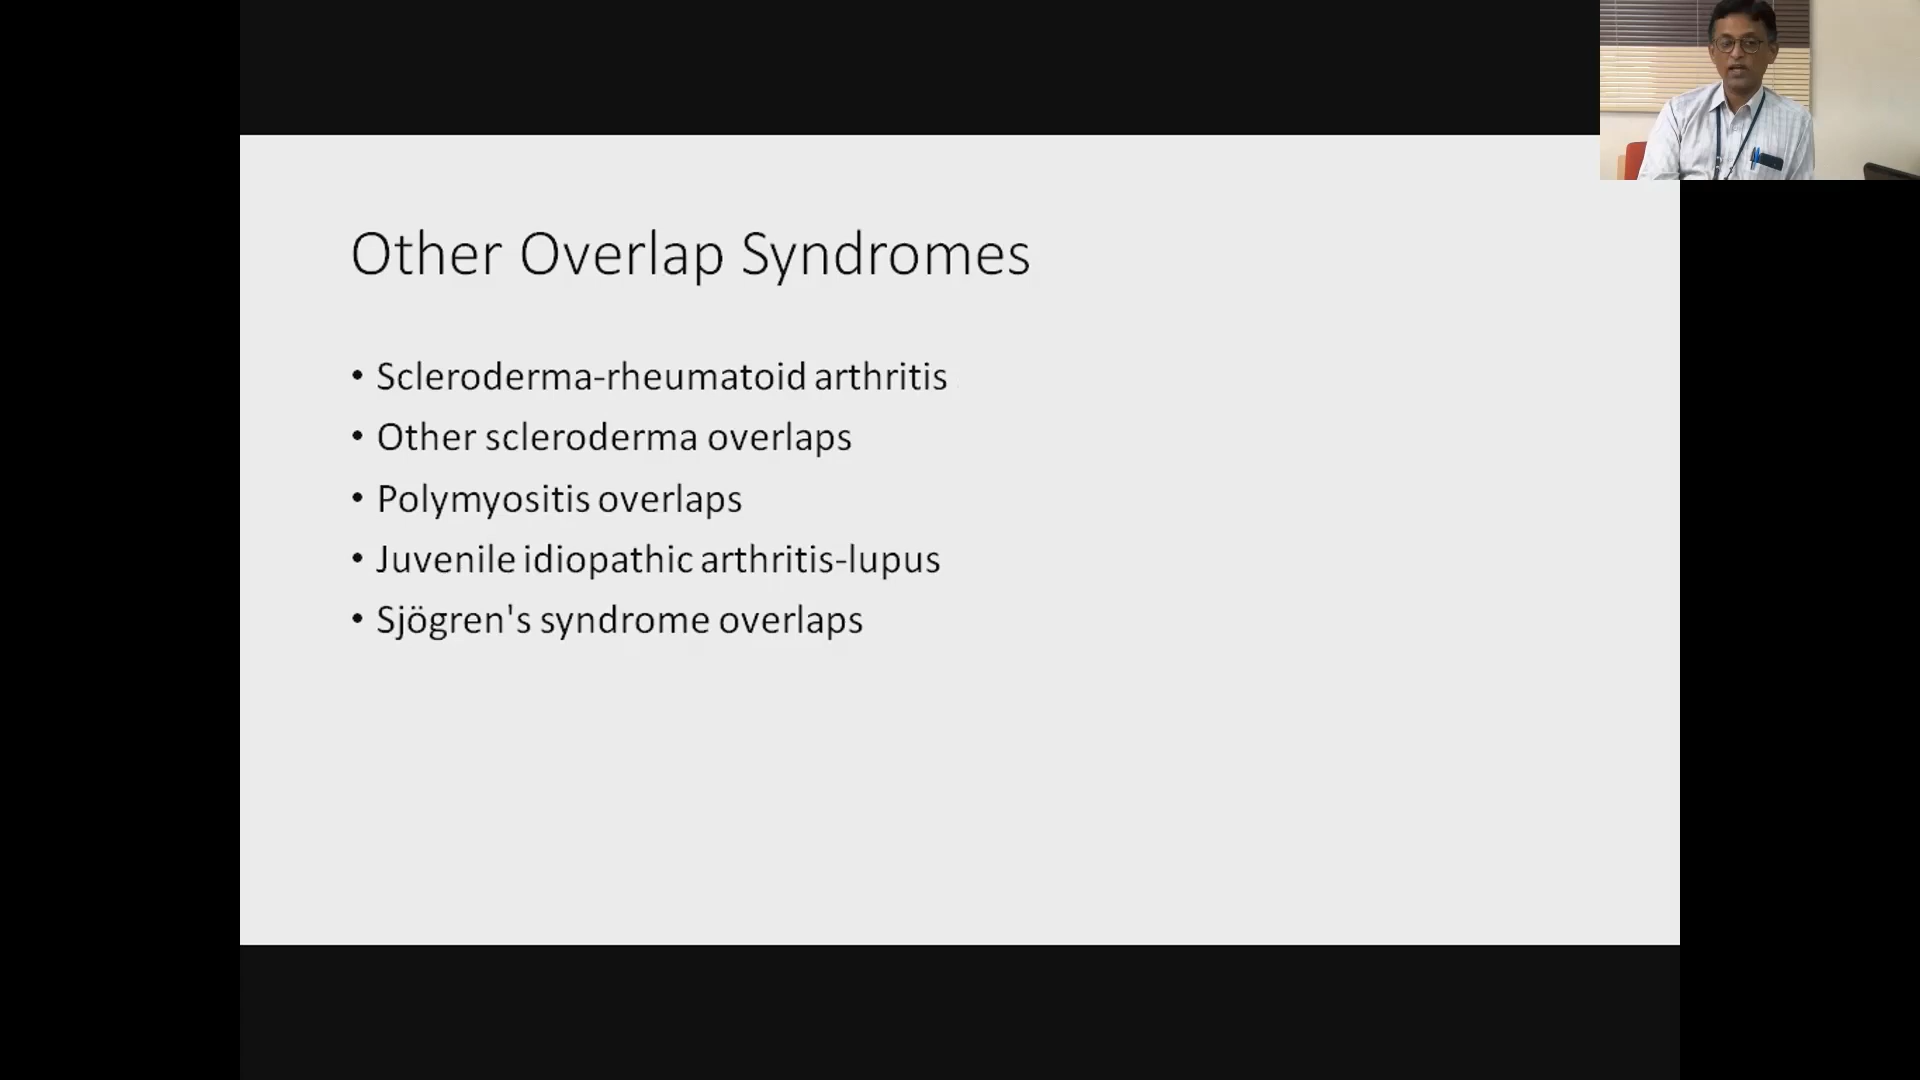 Other Overlap Syndromes
• Scleroderma-rheumatoid arthritis
• Other scleroderma overlaps
• Polymyositis overlaps
• Juvenile idiopathic arthritis-lupus
• Sjögren's syndrome overlaps